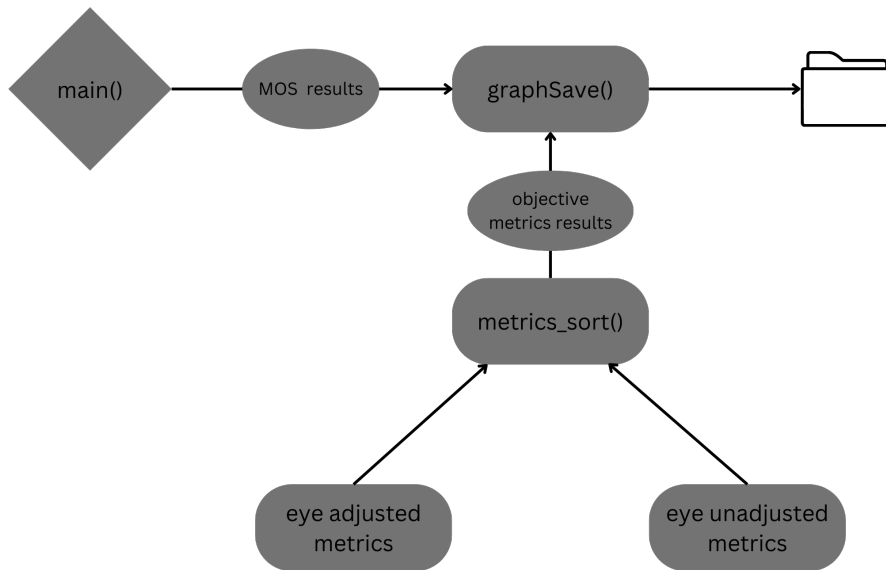 main()
MOS results
graphSave()
objective
metrics results
metrics_sort()
eye adjusted
metrics
eye unadjusted
metrics